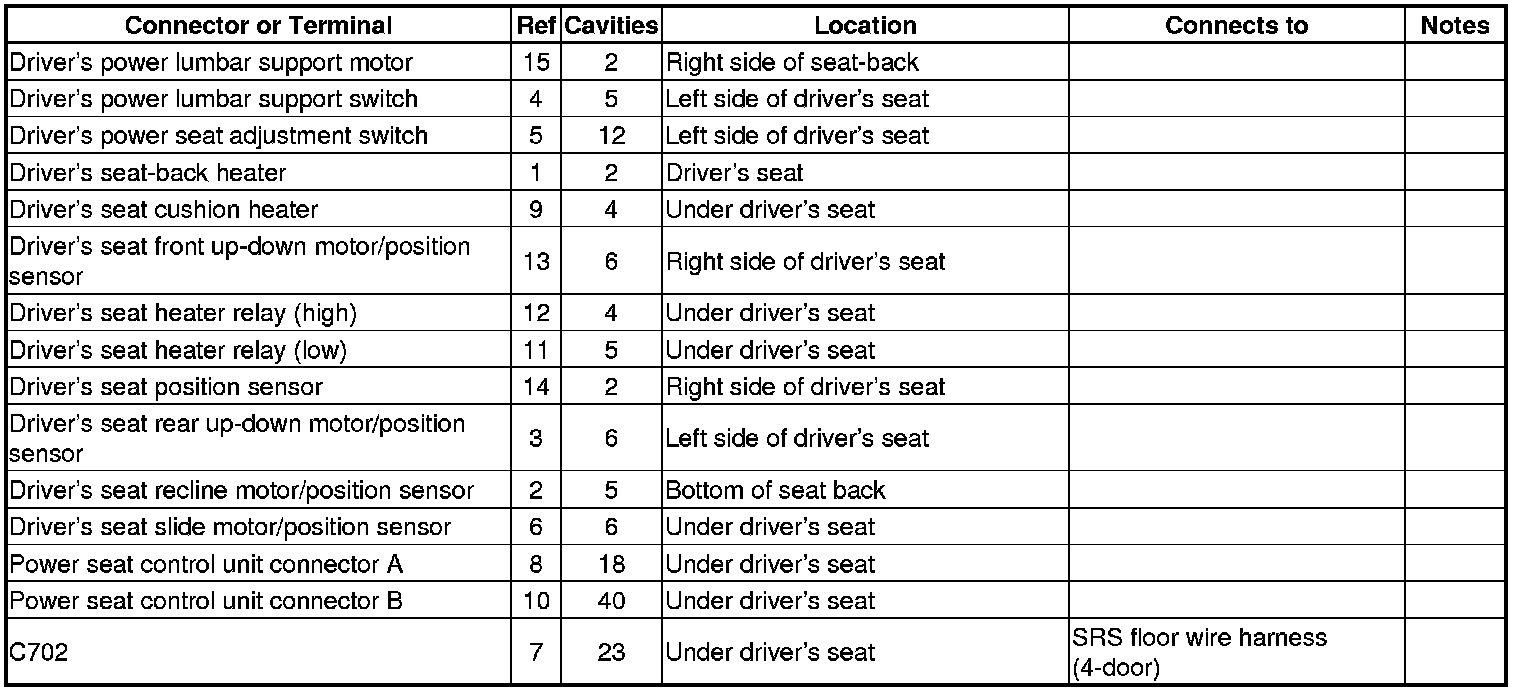 Connector or Terminal Ref Cavities Location Connects to Notes
Driver's power lumbar support motor 15 2 Right side of seat-back
Driver's power lumbar support switch 4 5 Left side of driver's seat
Driver's power seat adjustment switch 5 12 Left side of driver's seat
Driver's seat-back heater 1 2 Driver's seat
Driver's seat cushion heater 9 4 Under driver's seat
Driver's seat front up-down motor/position
sensor 13 6 Right side of driver's seat
Driver's seat heater relay (high) 12 4 Under driver's seat
Driver's seat heater relay (low) 11 5 Under driver's seat
Driver's seat position sensor 14 2 Right side of driver's seat
Driver's seat rear up-down motor/position
sensor 3 6 Left side of driver's seat
Driver's seat recline motor/position sensor 2 5 Bottom of seat back
Driver's seat slide motor/position sensor 6 6 Under driver's seat
Power seat control unit connector A 8 18 Under driver's seat
Power seat control unit connector B 10 40 Under driver's seat
C702 7 23 Under driver's seat SRS floor wire harness
(4-door)